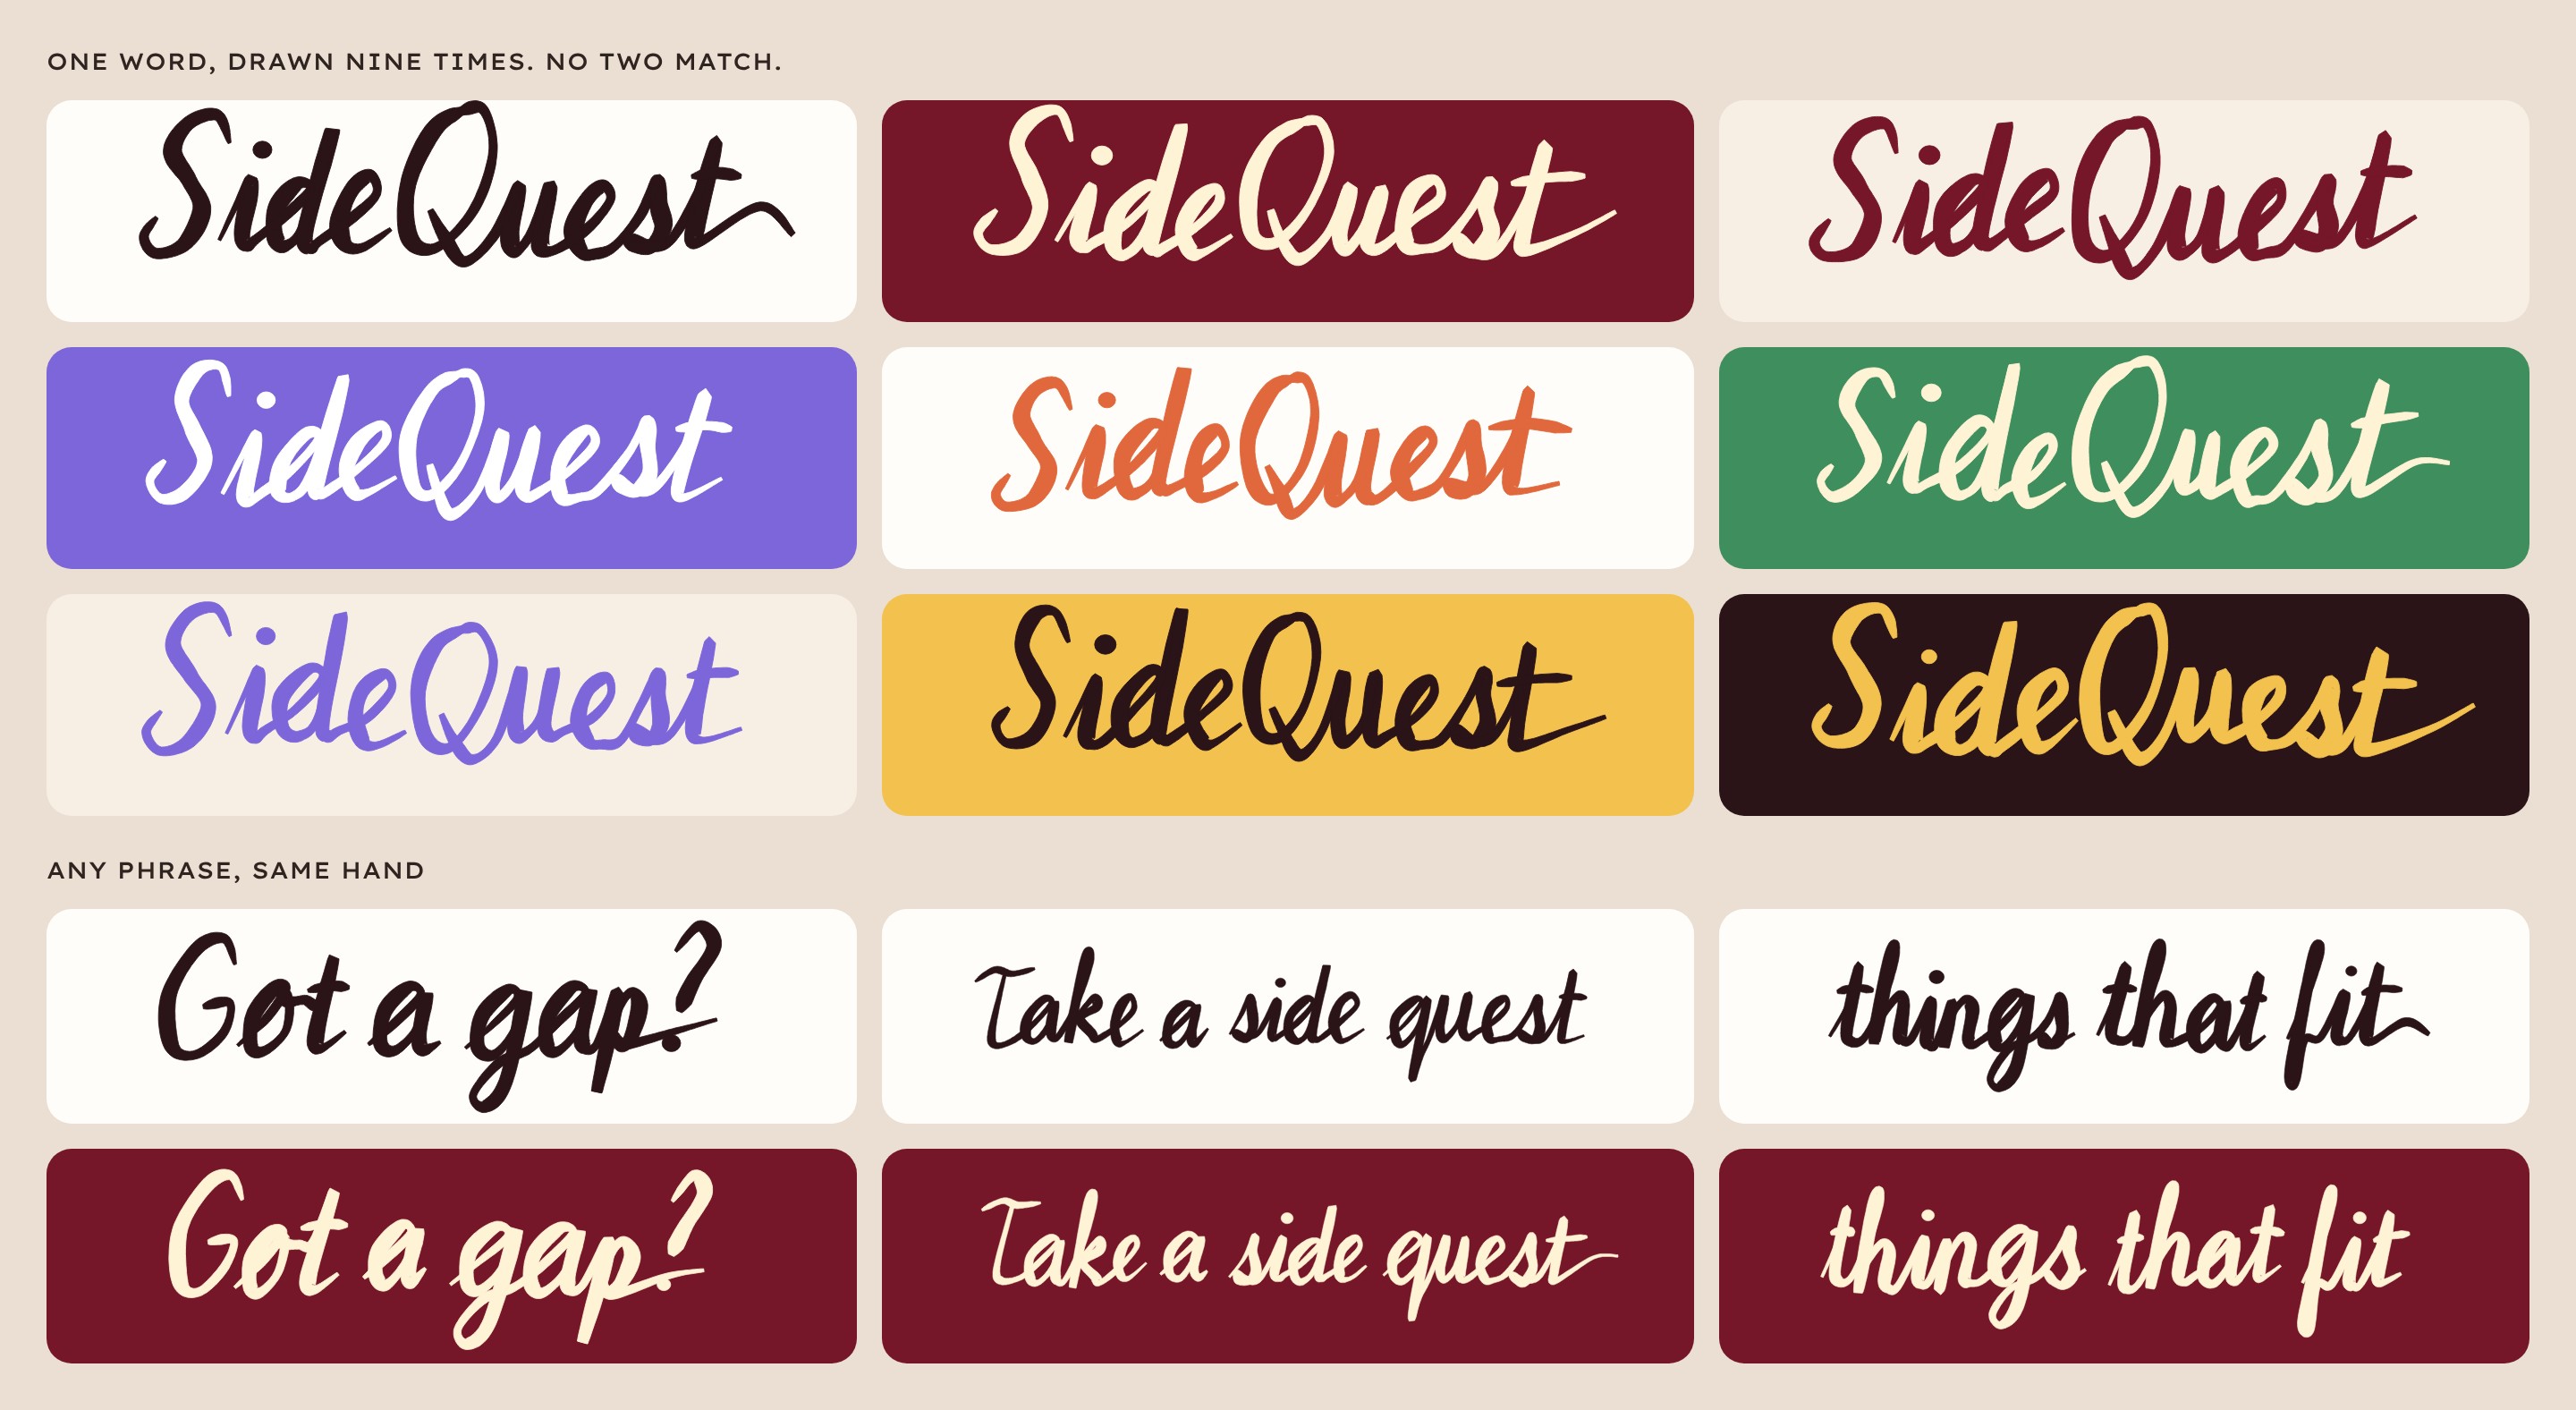 ONE WORD, DRAWN NINE TIMES. NO TWO MATCH.
SideQuest
SideQuest
SideQuest
SideQuest
SideQuest
SideQuest
SideQuest
SideQuest
SideQuest
ANY PHRASE, SAME HAND
Got a gap?
Take a side quest
things that fit
Got a gap?
Take a side quest
things that fit